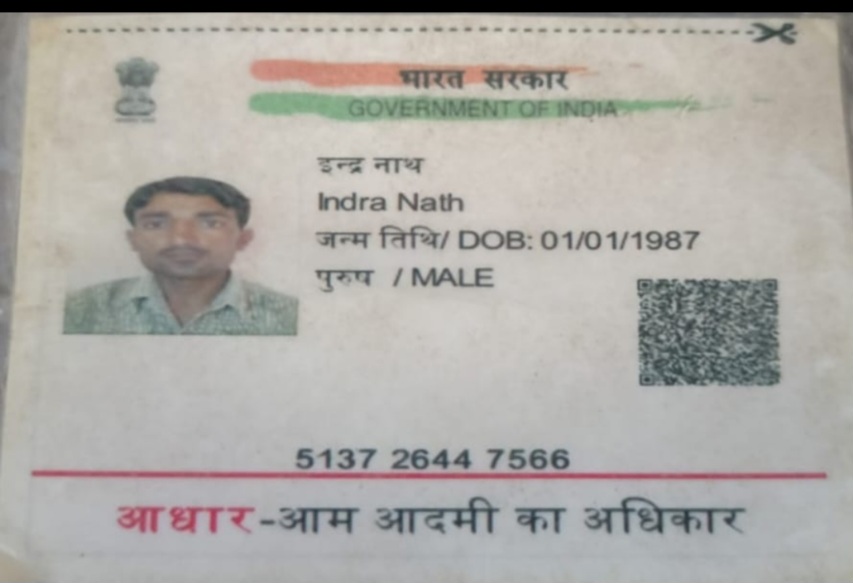 भारत सरकार
GOVERNMENT OF INDIA
इन्द्र नाथ
Indra Nath
जन्म तिथि/ DOB: 01/01/1987
पुरुष / MALE
5137 2644 7566
आधार-आम आदमी का अधिकार